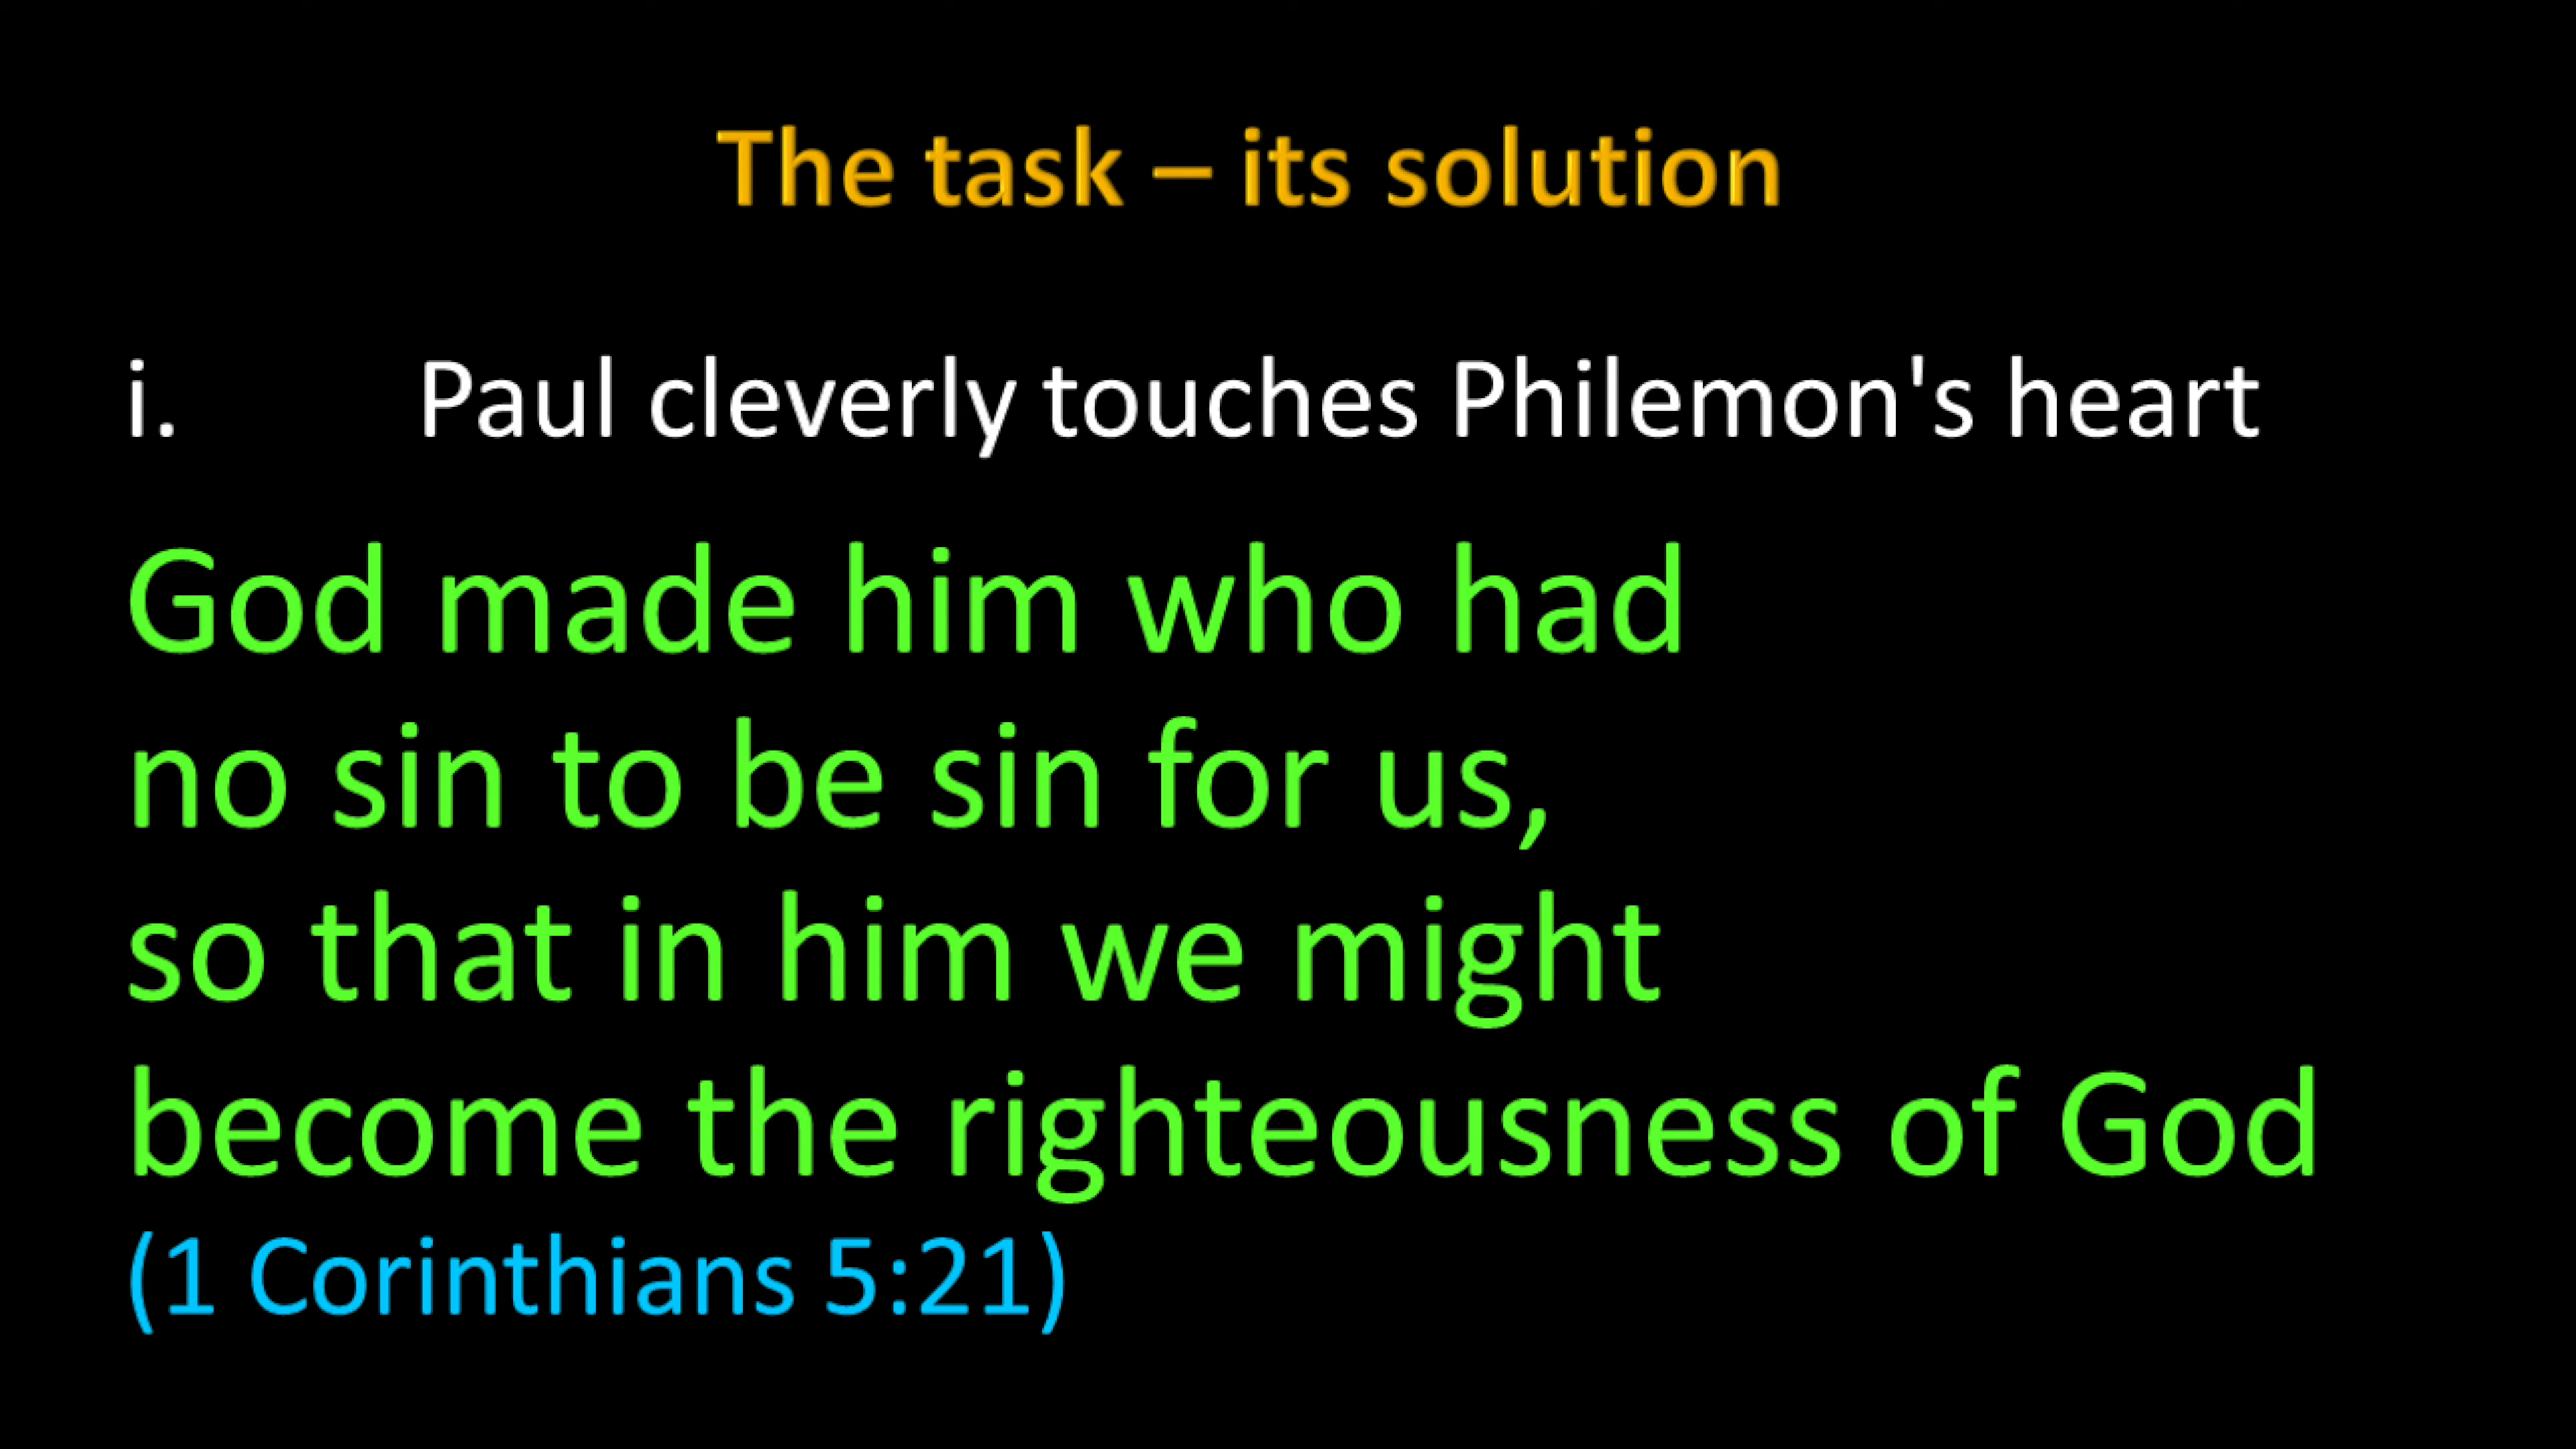 The task – its solution
i. Paul cleverly touches Philemon's heart
God made him who had
no sin to be sin for us,
so that in him we might
become the righteousness of God
(1 Corinthians 5:21)